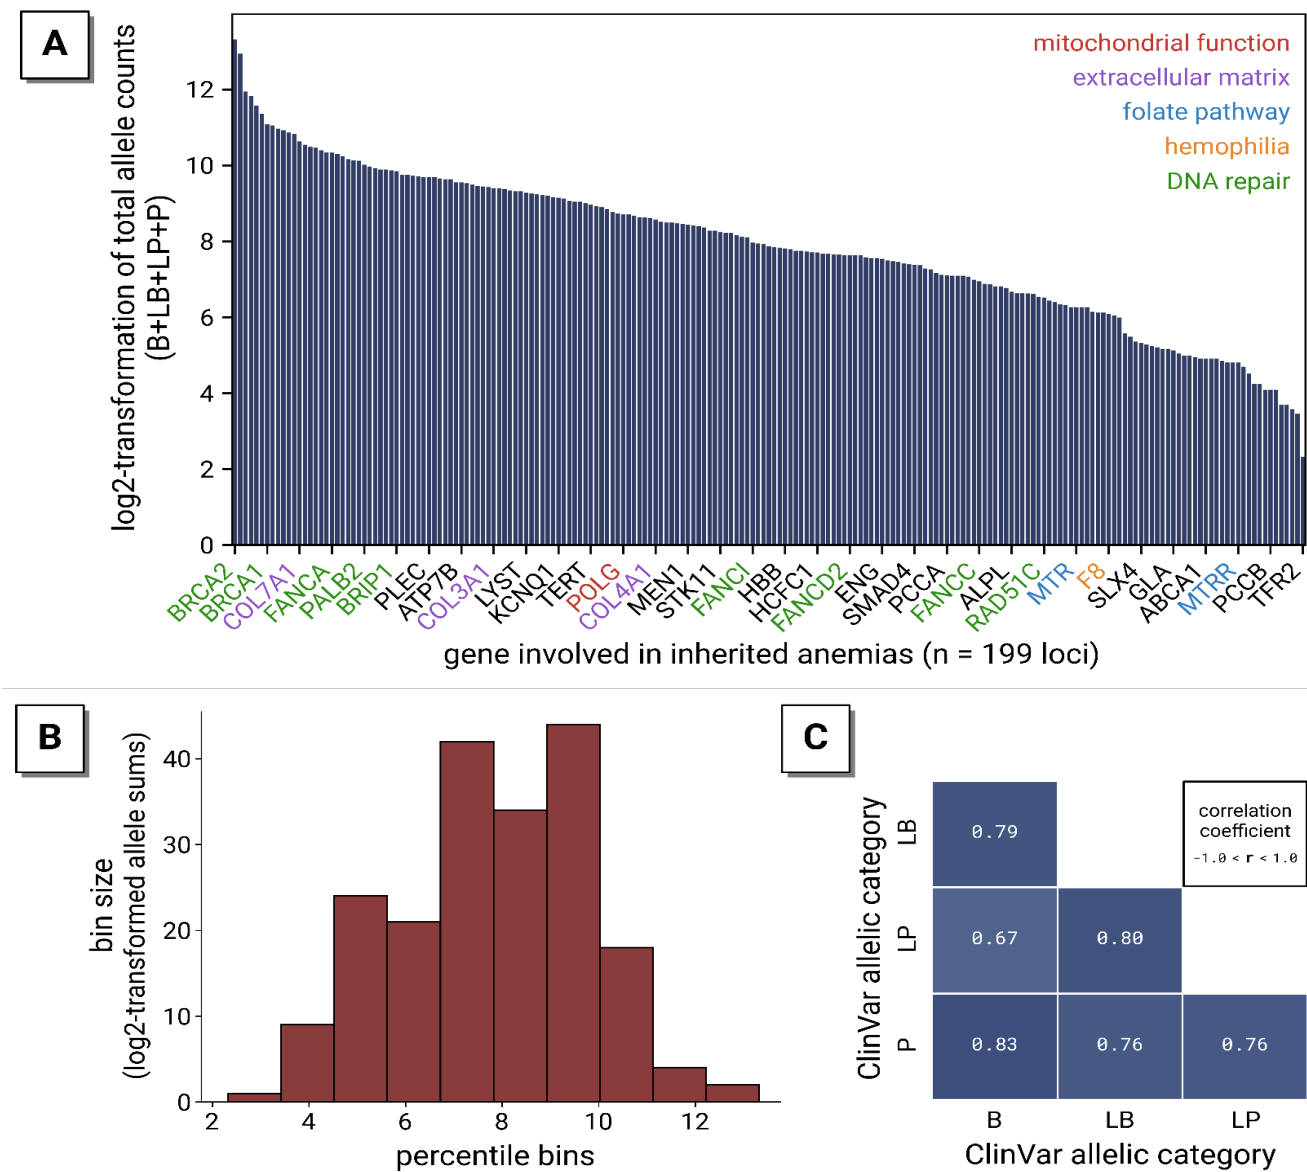 A
log2-transformation of total allele counts
(B+LB+LP+P)
12
10
8
6
4
2
0
mitochondrial function
extracellular matrix
folate pathway
hemophilia
DNA repair
BRCA2
BRCA1
COL7A1
FANCA
PALB2
BRIP1
PLEC
ATP7B
COL3A1
LYST
KCNQ1
TERT
POLG
COL4A1
MEN1
STK11
FANCI
HBB
HCFC1
FANCD2
ENG
SMAD4
PCCA
FANCC
ALPL
RAD51C
MTR
F8
SLX4
GLA
ABCA1
MTRR
PCCB
TFR2
gene involved in inherited anemias (n = 199 loci)
B
bin size
(log2-transformed allele sums)
40
30
20
10
0
2
4
6
8
10
12
percentile bins
C
ClinVar allelic category
LB
LP
P
0.79
0.67
0.80
0.83
0.76
0.76
correlation
coefficient
-1.0 < r < 1.0
B
LB
LP
ClinVar allelic category